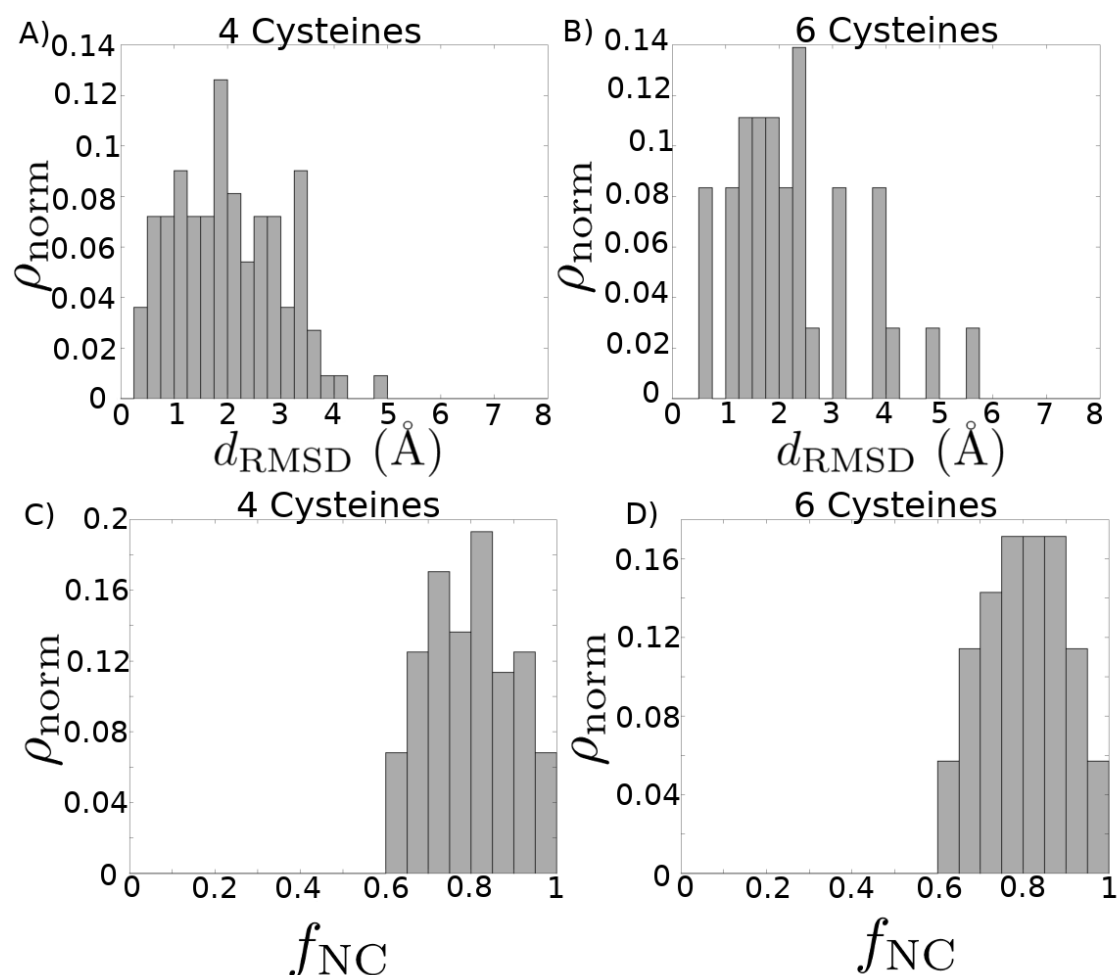 A) 4 Cysteines
0.14
0.12
0.1
0.08
0.06
0.04
0.02
0
ρnorm
0 1 2 3 4 5 6 7 8
dRMSD (Å)
B) 6 Cysteines
0.14
0.12
0.1
0.08
0.06
0.04
0.02
0
ρnorm
0 1 2 3 4 5 6 7 8
dRMSD (Å)
C) 4 Cysteines
0.2
0.16
0.12
0.08
0.04
0
ρnorm
0 0.2 0.4 0.6 0.8 1
fNC
D) 6 Cysteines
0.16
0.12
0.08
0.04
0
ρnorm
0 0.2 0.4 0.6 0.8 1
fNC